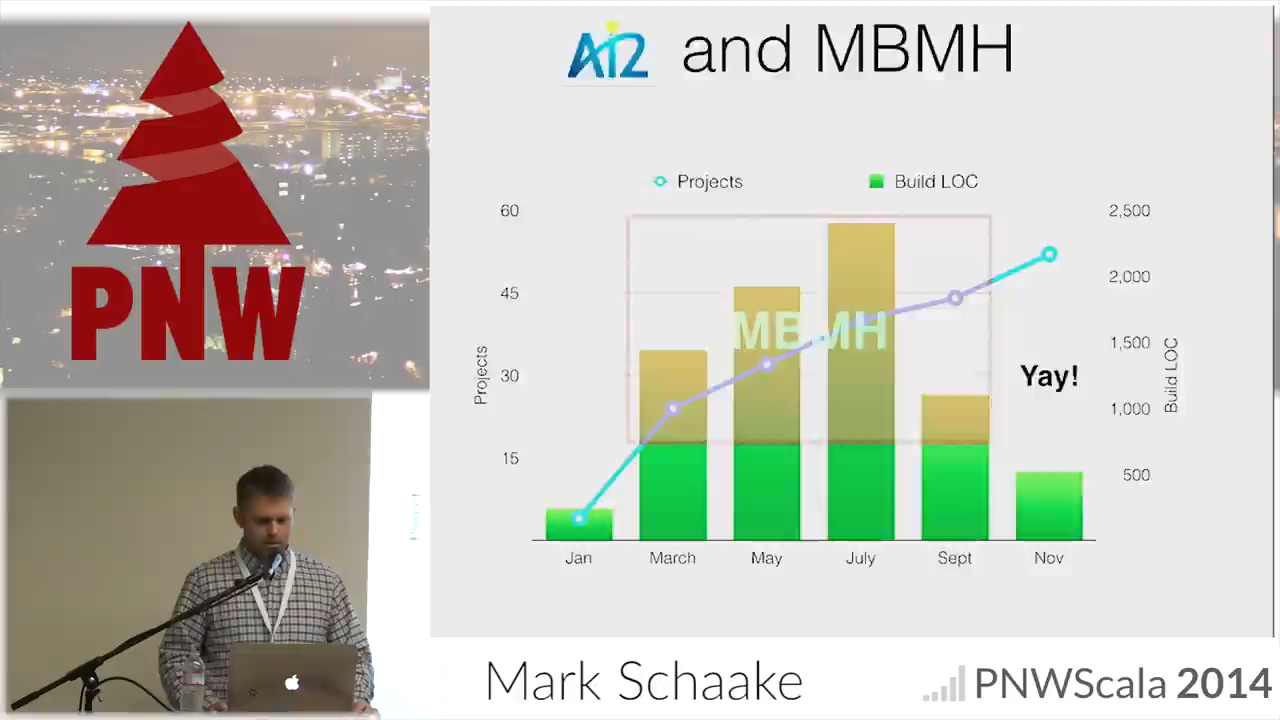 PNW
Ai2 and MBMH
Projects
Build LOC
60
45
30
15
Projects
MBMH
Yay!
2,500
2,000
1,500
1,000
500
Build LOC
Jan March May July Sept Nov
Mark Schaake
PNWScala 2014